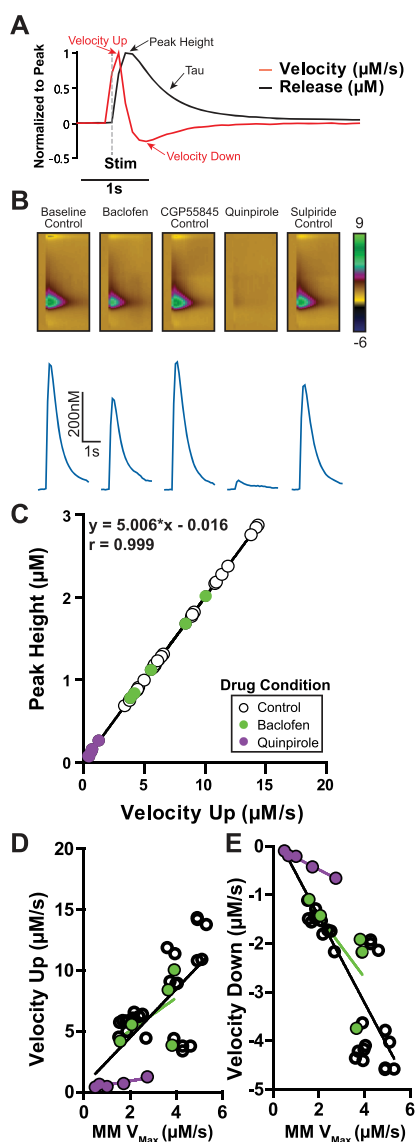 A
Velocity Up
Peak Height
Tau
Velocity (µM/s)
Release (µM)
Normalized to Peak
1
0.5
0
-0.5
Stim
Velocity Down
1s
B
Baseline Control
Baclofen
CGP55845 Control
Quinpirole
Sulpiride Control
9
-6
200nM
1s
C
y = 5.006*x - 0.016
r = 0.999
Peak Height (µM)
3
2
1
0
Drug Condition
Control
Baclofen
Quinpirole
0
5
10
15
20
Velocity Up (µM/s)
D
Velocity Up (µM/s)
20
15
10
5
0
0
2
4
6
MM VMax (µM/s)
E
Velocity Down (µM/s)
0
-1
-2
-3
-4
-5
0
2
4
6
MM VMax (µM/s)